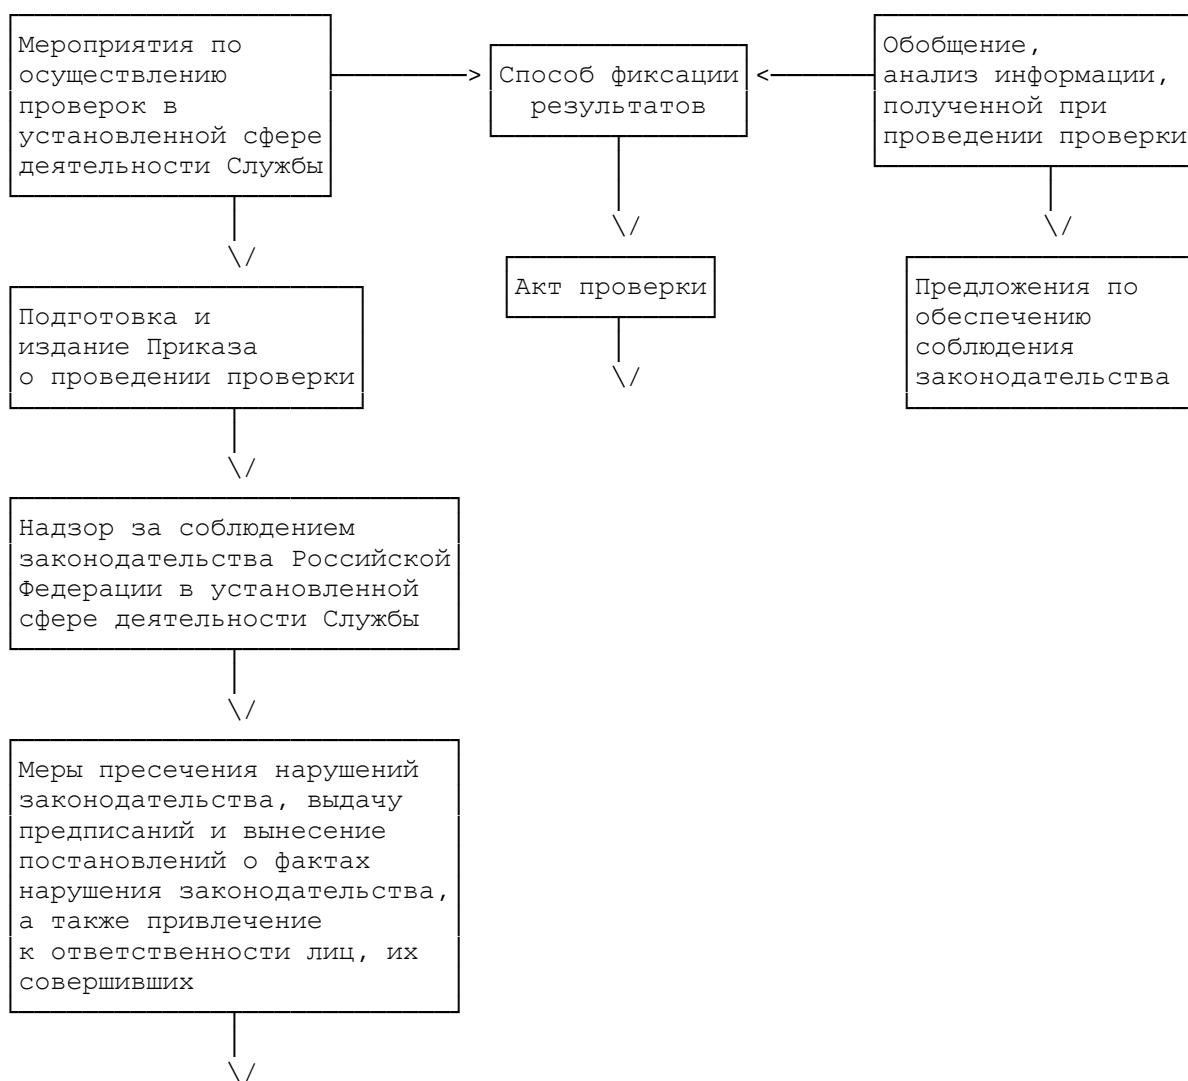 Мероприятия по
осуществлению
проверок в
установленной сфере
деятельности Службы
Способ фиксации
результатов
Обобщение,
анализ информации,
полученной при
проведении проверки
Подготовка и
издание Приказа
о проведении проверки
Акт проверки
Предложения по
обеспечению
соблюдения
законодательства
Надзор за соблюдением
законодательства Российской
Федерации в установленной
сфере деятельности Службы
Меры пресечения нарушений
законодательства, выдачу
предписаний и вынесение
постановлений о фактах
нарушения законодательства,
а также привлечение
к ответственности лиц, их
совершивших